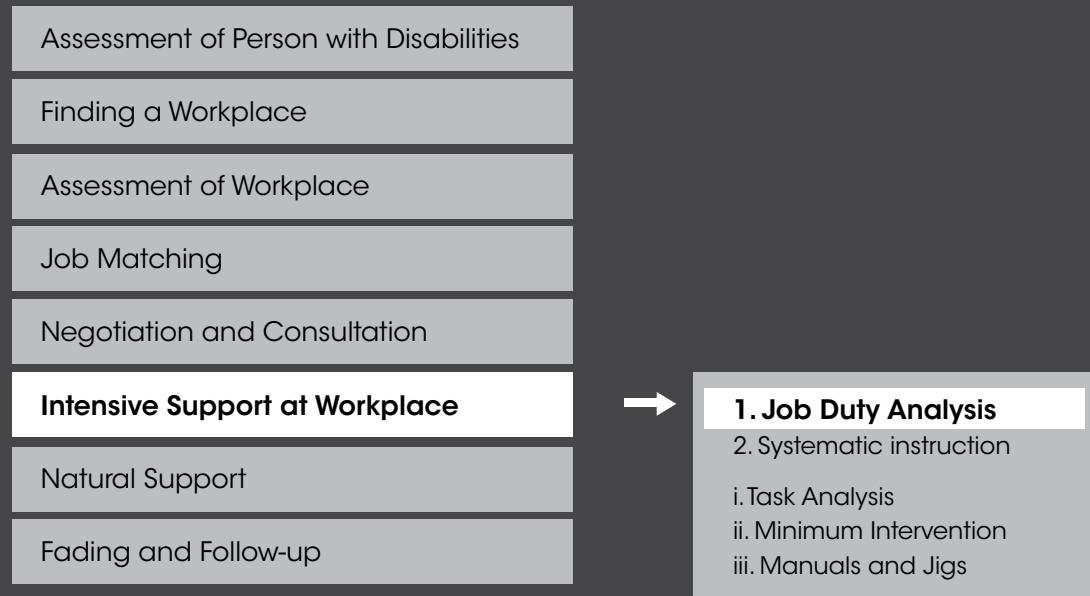 Assessment of Person with Disabilities
Finding a Workplace
Assessment of Workplace
Job Matching
Negotiation and Consultation
Intensive Support at Workplace
Natural Support
Fading and Follow-up
1. Job Duty Analysis
2. Systematic instruction
i. Task Analysis
ii. Minimum Intervention
iii. Manuals and Jigs